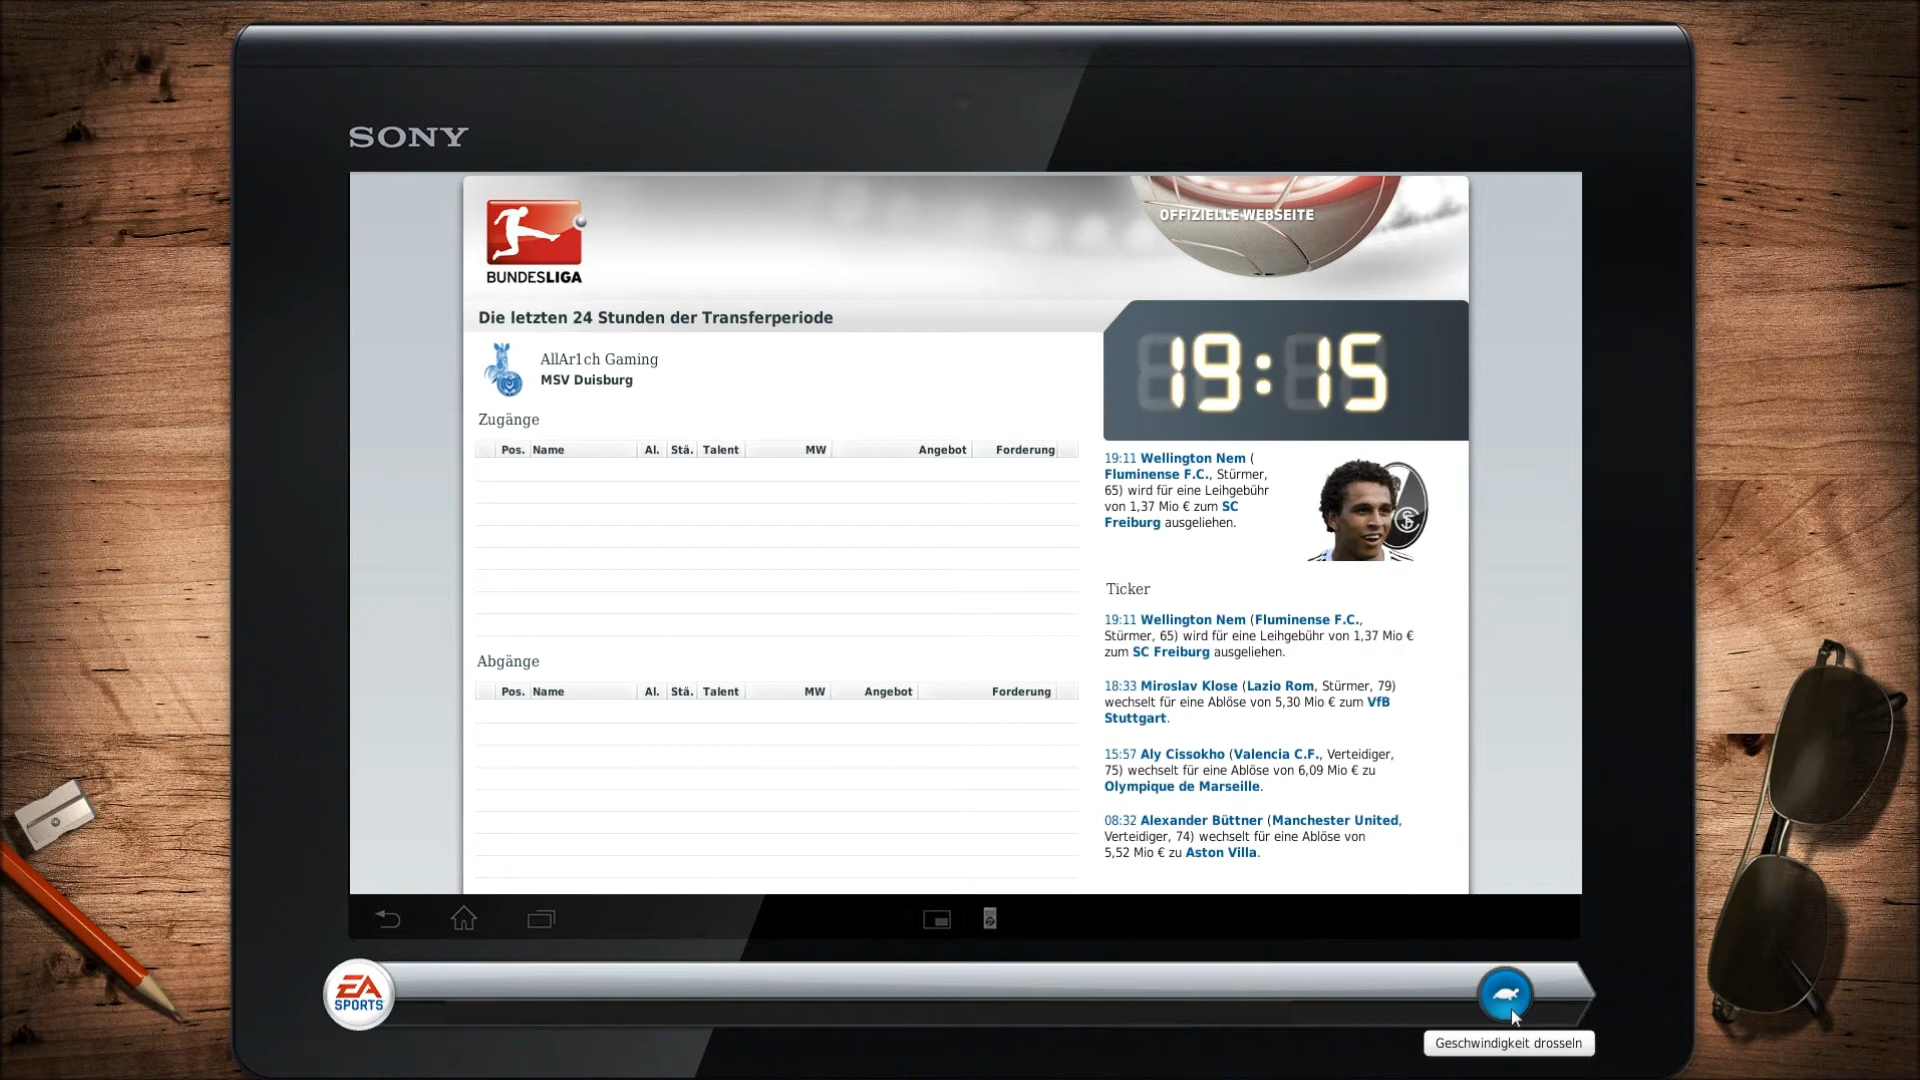 SONY
BUNDESLIGA
OFFIZIELLE WEBSEITE
Die letzten 24 Stunden der Transferperiode
19:15
AllAr1ch Gaming
MSV Duisburg
Zugänge
Pos. Name Al. Stä. Talent MW Angebot Forderung
19:11 Wellington Nem (
Fluminense F.C., Stürmer,
65) wird für eine Leihgebühr
von 1,37 Mio € zum SC
Freiburg ausgeliehen.
Ticker
19:11 Wellington Nem (Fluminense F.C.,
Stürmer, 65) wird für eine Leihgebühr von 1,37 Mio €
zum SC Freiburg ausgeliehen.
Abgänge
Pos. Name Al. Stä. Talent MW Angebot Forderung
18:33 Miroslav Klose (Lazio Rom, Stürmer, 79)
wechselt für eine Ablöse von 5,30 Mio € zum VfB
Stuttgart.
15:57 Aly Cissokho (Valencia C.F., Verteidiger,
75) wechselt für eine Ablöse von 6,09 Mio € zu
Olympique de Marseille.
08:32 Alexander Büttner (Manchester United,
Verteidiger, 74) wechselt für eine Ablöse von
5,52 Mio € zu Aston Villa.
EA
SPORTS
Geschwindigkeit drosseln